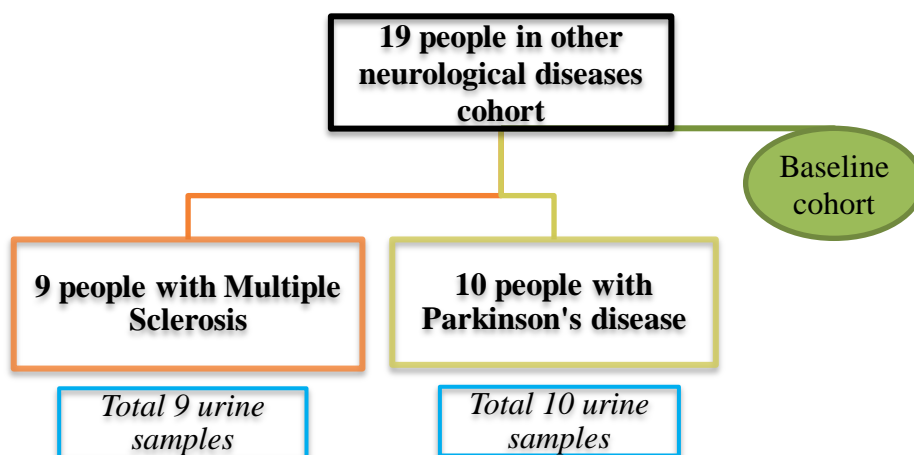 19 people in other
neurological diseases
cohort
Baseline
cohort
9 people with Multiple
Sclerosis
10 people with
Parkinson's disease
Total 9 urine
samples
Total 10 urine
samples